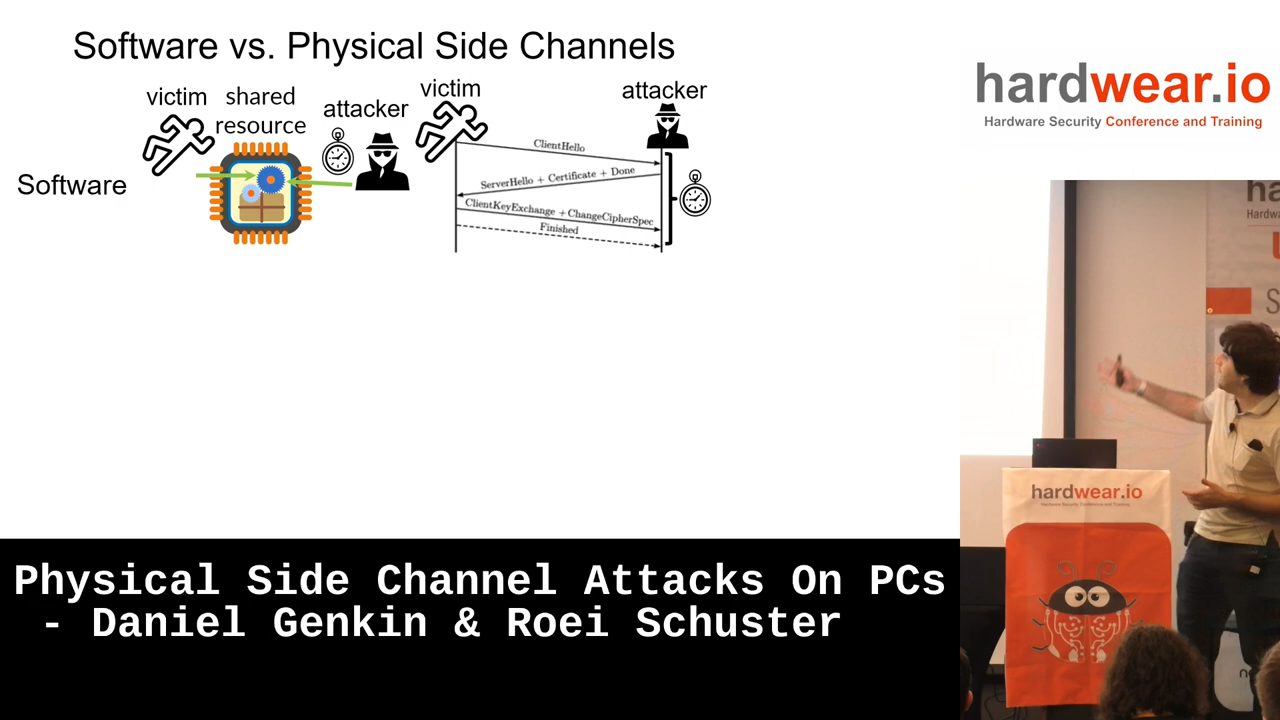 Software vs. Physical Side Channels
victim
shared
resource
attacker
victim
attacker
Software
ClientHello
ServerHello + Certificate + Done
ClientKeyExchange + ChangeCipherSpec
Finished
hardwear.io
Hardware Security Conference and Training
ha
Hardwa
S
hardwear.io
Physical Side Channel Attacks On PCs
- Daniel Genkin & Roei Schuster